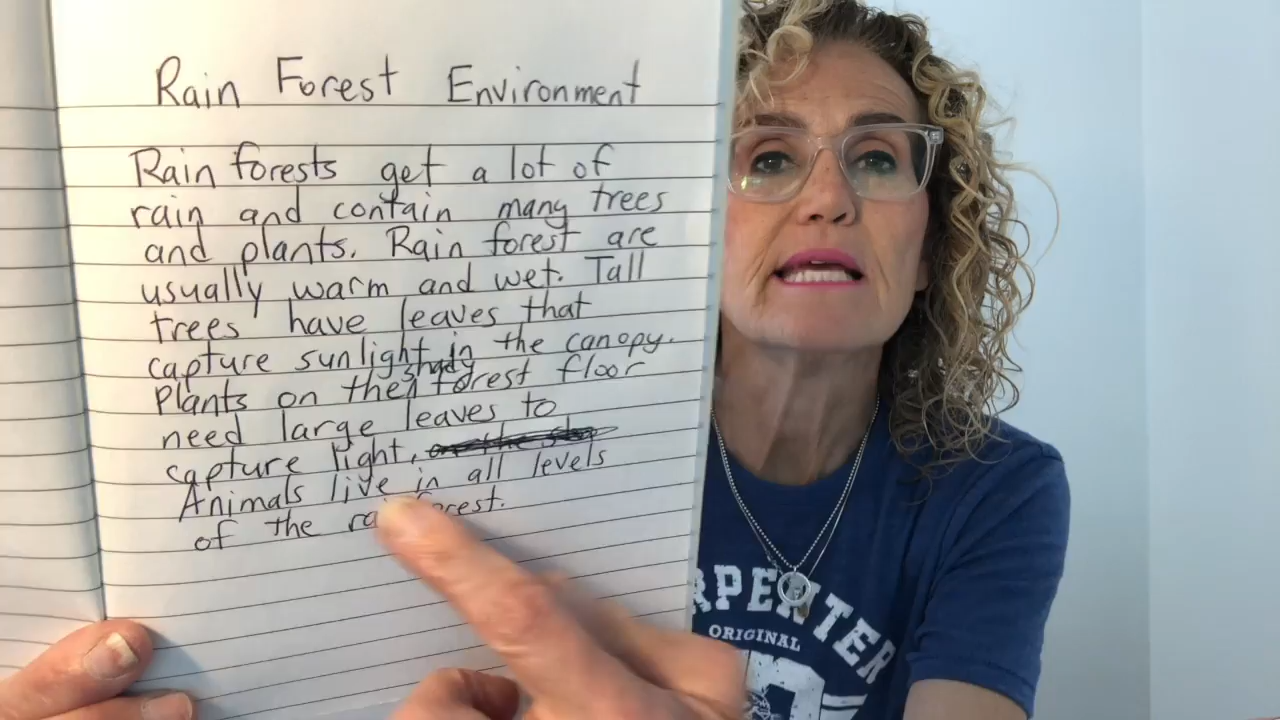 Rain Forest Environment
Rain forests get a lot of
rain and contain many trees
and plants. Rain forest are
usually warm and wet. Tall
trees have leaves that
capture sunlight in the canopy.
Plants on the shady forest floor
need large leaves to
capture light.
Animals live in all levels
of the
RPENTER
ORIGINAL